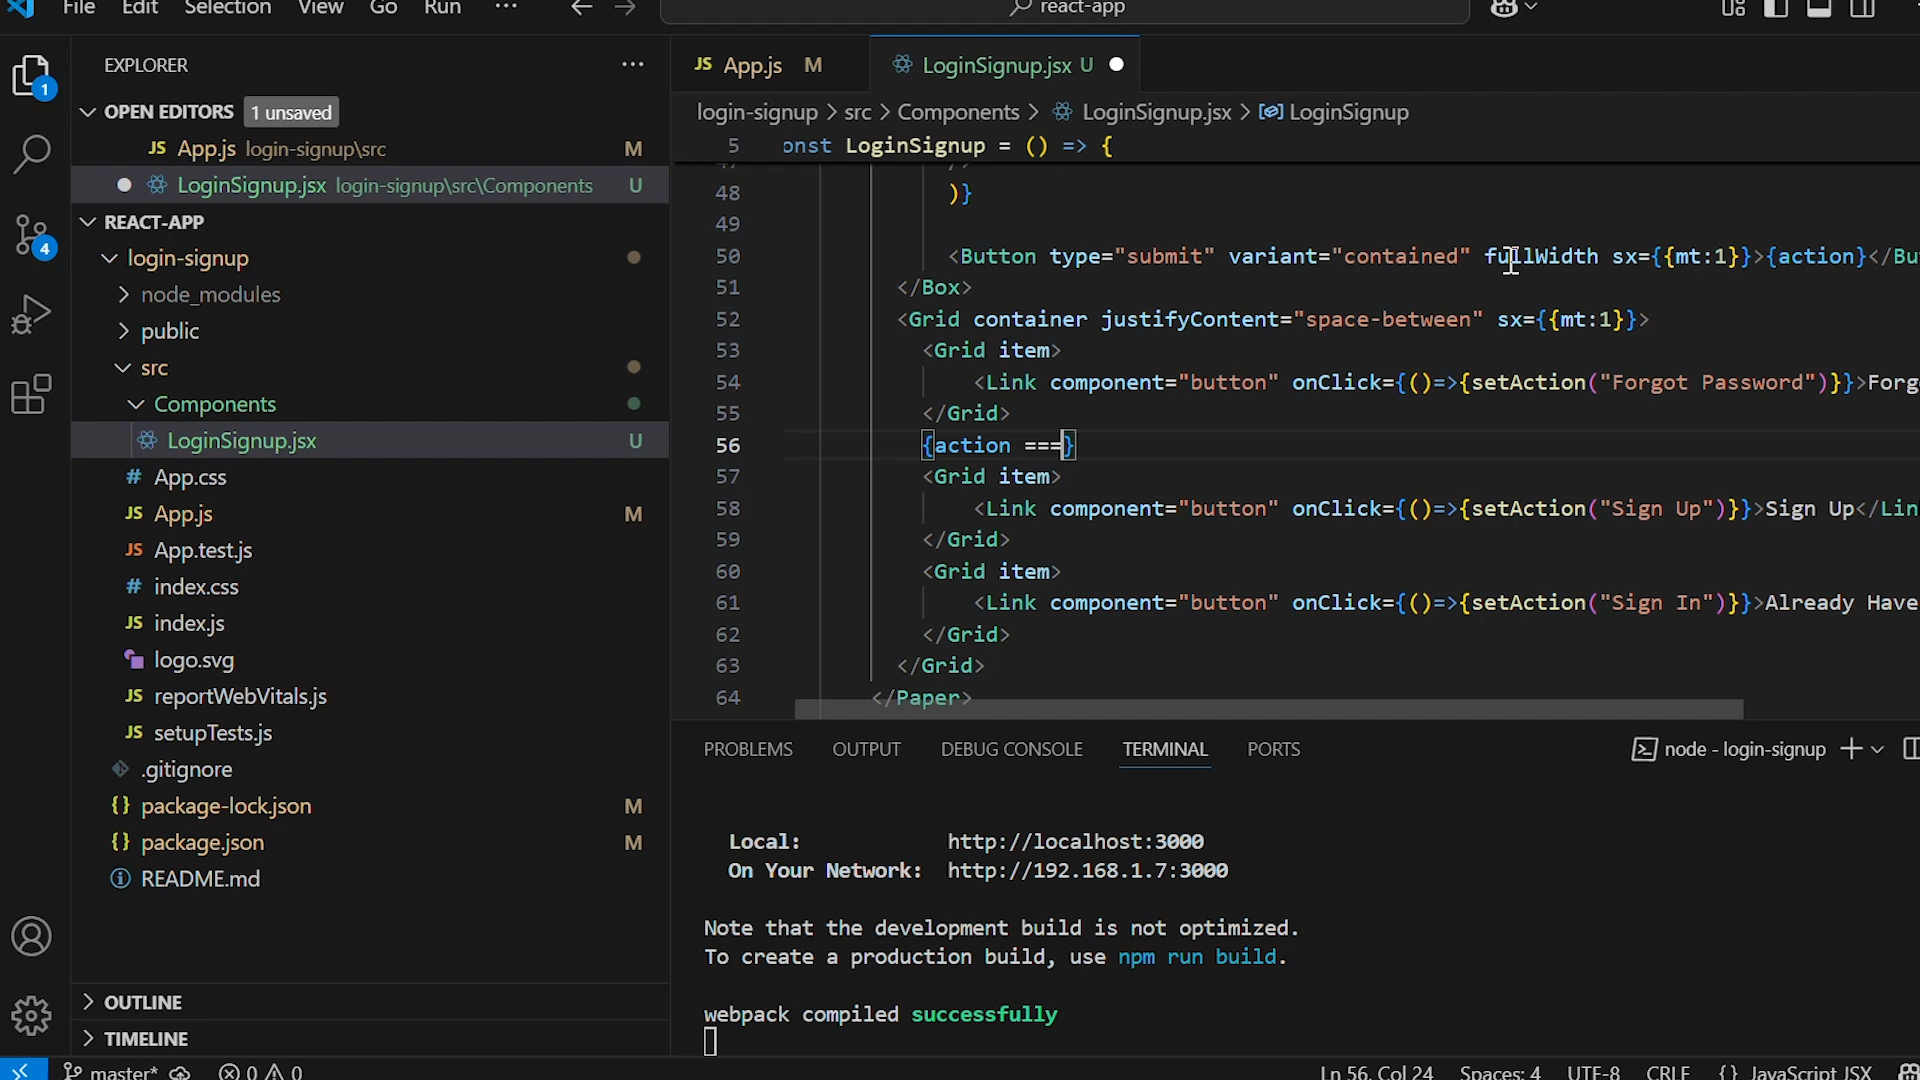 File Edit Selection View Go Run ··· react-app
EXPLORER ···
OPEN EDITORS 1 unsaved
App.js login-signup\src M
LoginSignup.jsx login-signup\src\Components U
REACT-APP
login-signup
node_modules
public
src
Components
LoginSignup.jsx U
App.css
App.js M
App.test.js
index.css
index.js
logo.svg
reportWebVitals.js
setupTests.js
.gitignore
package-lock.json M
package.json M
README.md
OUTLINE
TIMELINE
1
4
JS App.js M LoginSignup.jsx U
login-signup > src > Components > LoginSignup.jsx > LoginSignup
5 onst LoginSignup = () => {
48 )}
49
50 <Button type="submit" variant="contained" fullWidth sx={{mt:1}}>{action}</Bu
51 </Box>
52 <Grid container justifyContent="space-between" sx={{mt:1}}>
53 <Grid item>
54 <Link component="button" onClick={()=>{setAction("Forgot Password")}}>Forg
55 </Grid>
56 {action ===}
57 <Grid item>
58 <Link component="button" onClick={()=>{setAction("Sign Up")}}>Sign Up</Lin
59 </Grid>
60 <Grid item>
61 <Link component="button" onClick={()=>{setAction("Sign In")}}>Already Have
62 </Grid>
63 </Grid>
64 </Paper>
PROBLEMS OUTPUT DEBUG CONSOLE TERMINAL PORTS node - login-signup
Local: http://localhost:3000
On Your Network: http://192.168.1.7:3000
Note that the development build is not optimized.
To create a production build, use npm run build.
webpack compiled successfully
master* 0 0 Ln 56, Col 24 Spaces: 4 UTF-8 CRLF {} JavaScript JSX